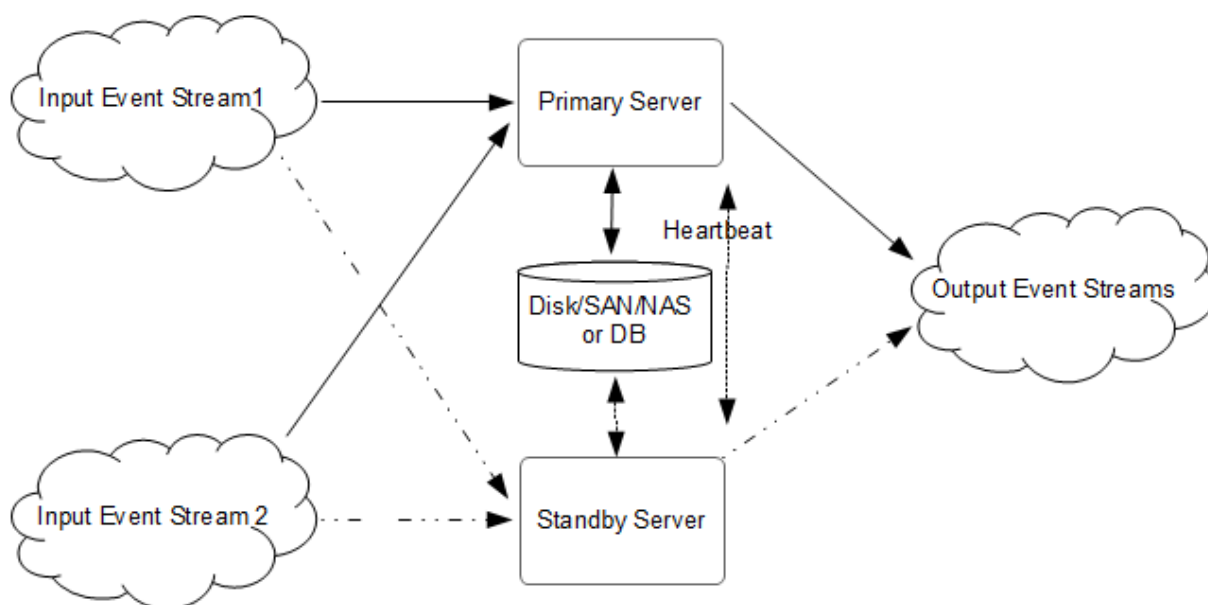 Input Event Stream1
Primary Server
Heartbeat
Disk/SAN/NAS
or DB
Output Event Streams
Input Event Stream 2
Standby Server